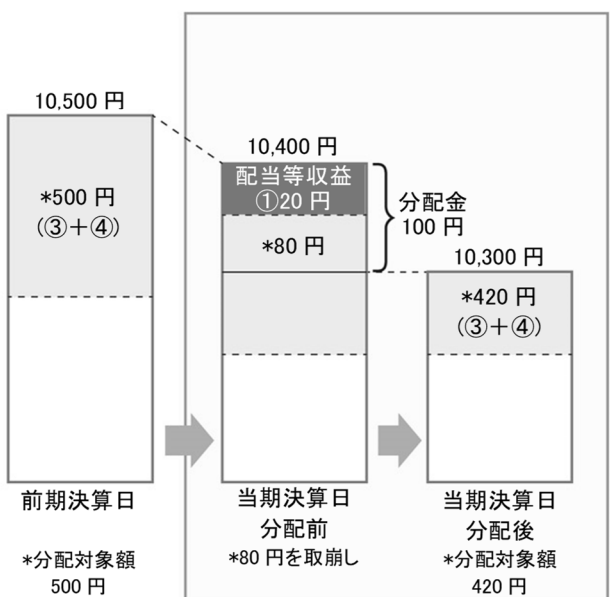 10,500 円
*500 円
(③+④)
前期決算日
*分配対象額
500 円
10,400 円
配当等収益
①20 円
*80 円
分配金
100 円
当期決算日
分配前
*80 円を取崩し
10,300 円
*420 円
(③+④)
当期決算日
分配後
*分配対象額
420 円